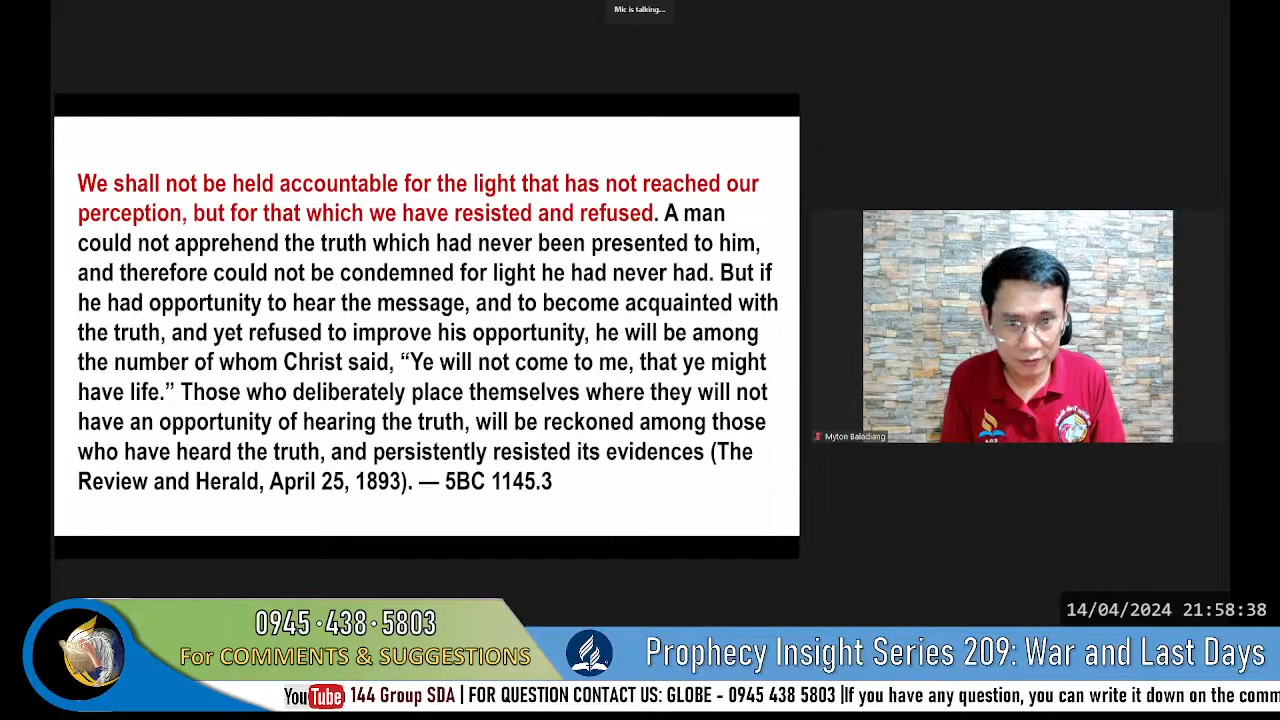 Mic is talking...
We shall not be held accountable for the light that has not reached our
perception, but for that which we have resisted and refused. A man
could not apprehend the truth which had never been presented to him,
and therefore could not be condemned for light he had never had. But if
he had opportunity to hear the message, and to become acquainted with
the truth, and yet refused to improve his opportunity, he will be among
the number of whom Christ said, “Ye will not come to me, that ye might
have life.” Those who deliberately place themselves where they will not
have an opportunity of hearing the truth, will be reckoned among those
who have heard the truth, and persistently resisted its evidences (The
Review and Herald, April 25, 1893). — 5BC 1145.3
Myton Baladiang
14/04/2024 21:58:38
0945·438·5803
For COMMENTS & SUGGESTIONS
Prophecy Insight Series 209: War and Last Days
YouTube 144 Group SDA | FOR QUESTION CONTACT US: GLOBE - 0945 438 5803 |If you have any question, you can write it down on the comm